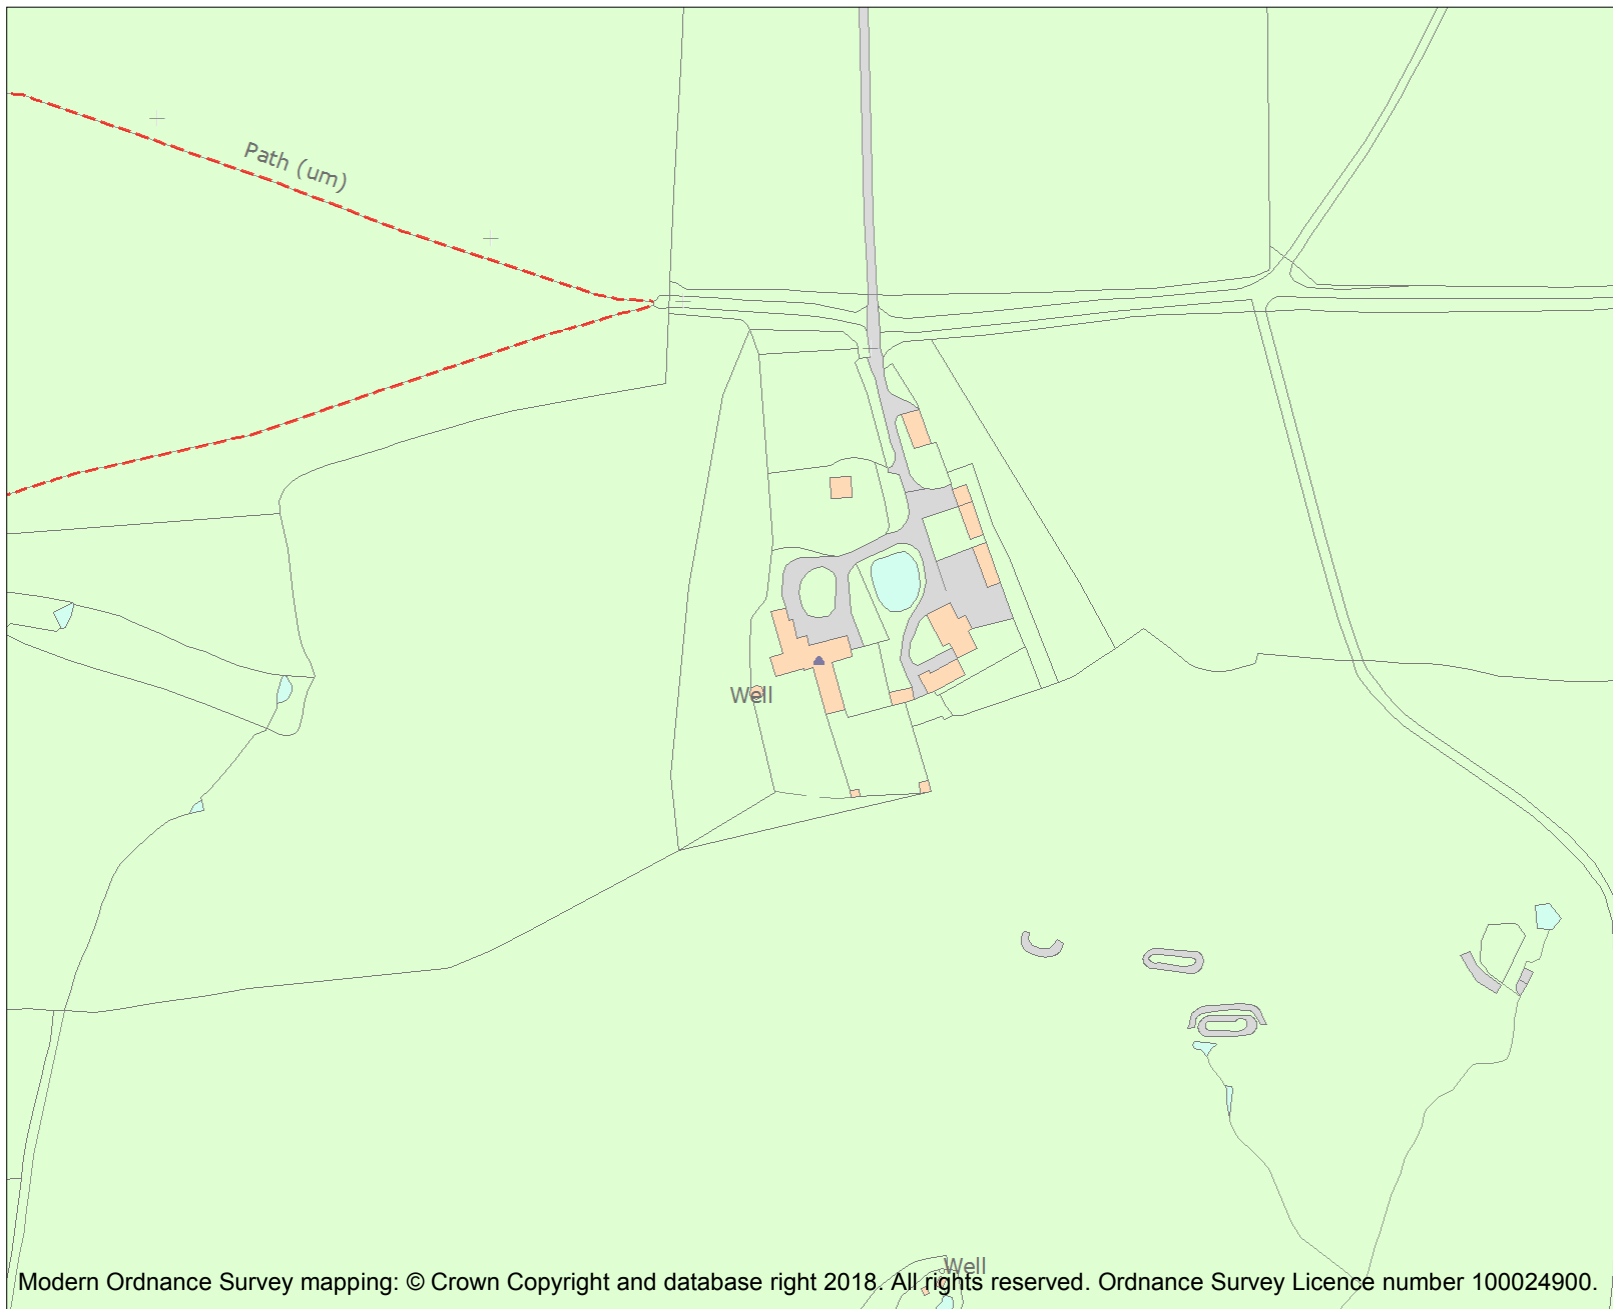 Path (um)
Well
Well
Modern Ordnance Survey mapping: © Crown Copyright and database right 2018. All rights reserved. Ordnance Survey Licence number 100024900.